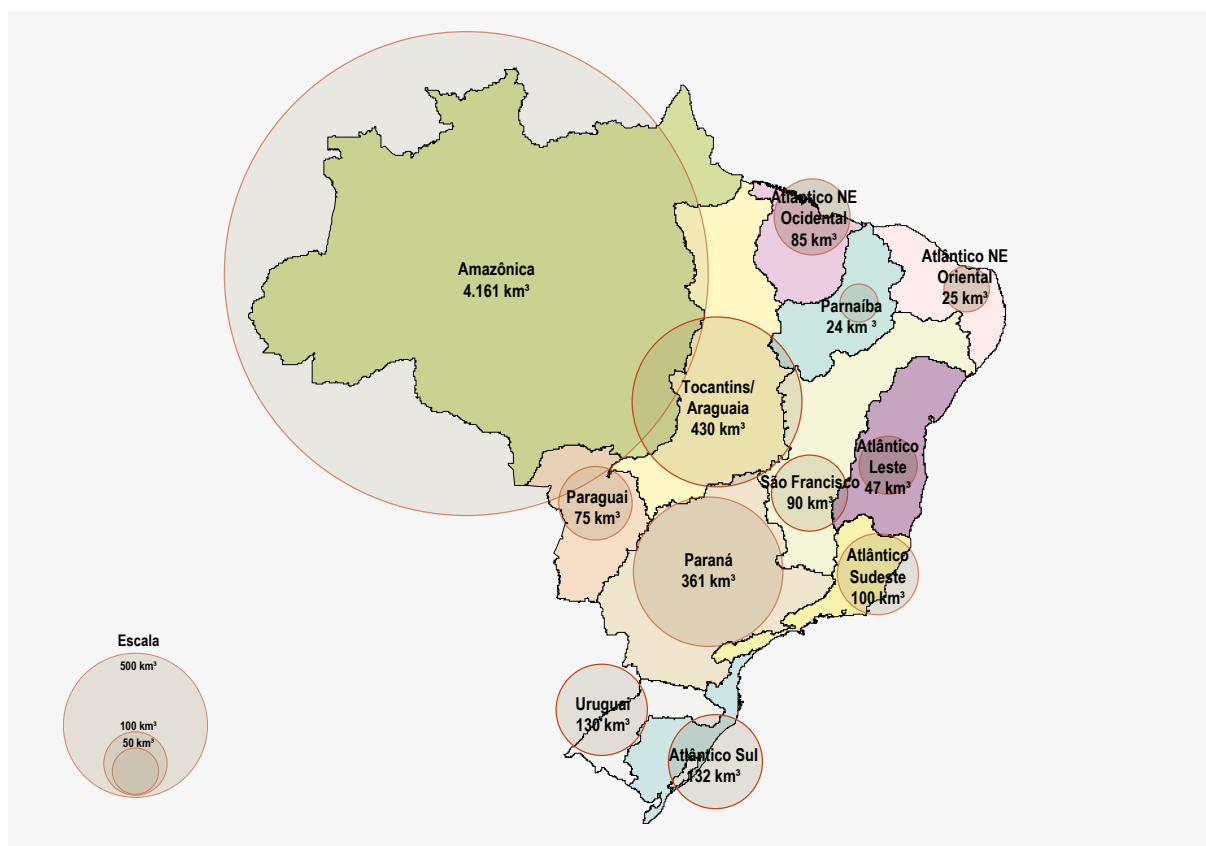 Atlântico NE
Ocidental
85 km³
Atlântico NE
Oriental
25 km³
Amazônica
4.161 km³
Parnaíba
24 km ³
Tocantins/
Araguaia
430 km³
Atlântico
Leste
47 km³
São Francisco
90 km³
Paraguai
75 km³
Paraná
361 km³
Atlântico
Sudeste
100 km³
Escala
500 km³
100 km³
50 km³
Uruguai
130 km³
Atlântico Sul
132 km³